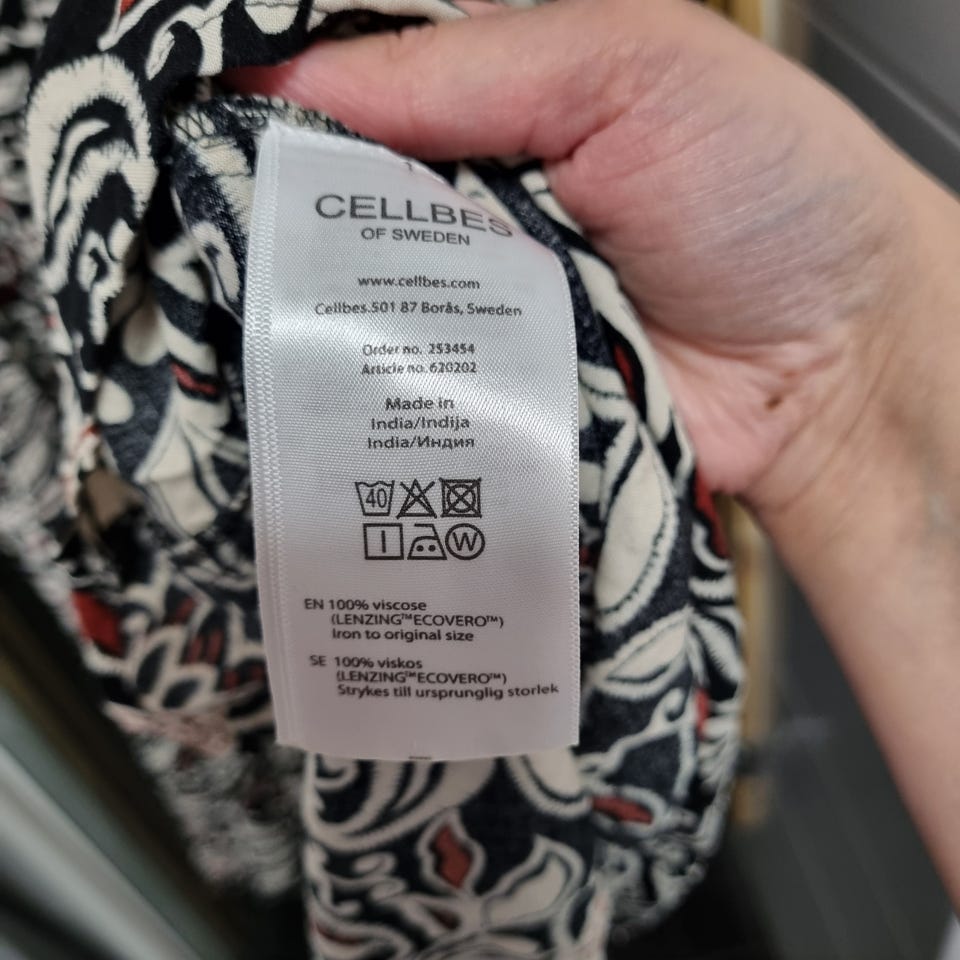 CELLBES
OF SWEDEN
www.cellbes.com
Cellbes.501 87 Borås, Sweden
Order no. 253454
Article no. 620202
Made in
India/Indija
India/Индия
40
I W
EN 100% viscose
(LENZING™ECOVERO™)
Iron to original size
SE 100% viskos
(LENZING™ECOVERO™)
Strykes till ursprunglig storlek